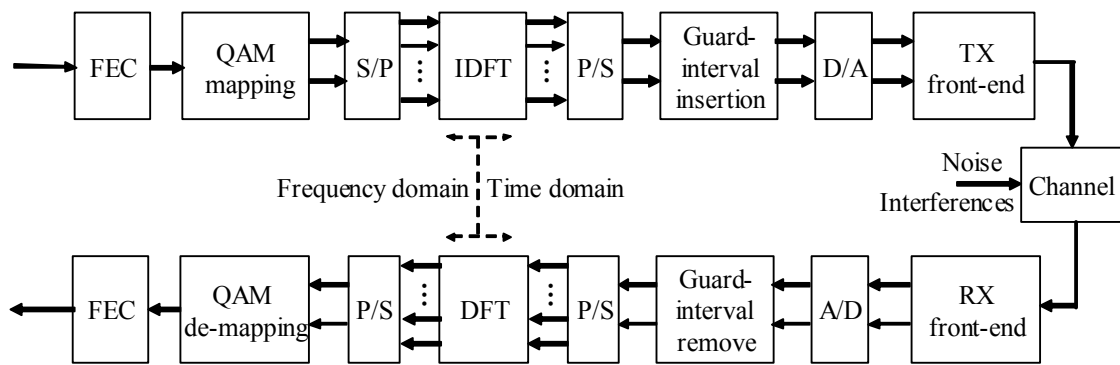 FEC
QAM
mapping
S/P
IDFT
P/S
Guard-
interval
insertion
D/A
TX
front-end
Frequency domain
Time domain
Noise
Interferences
Channel
FEC
QAM
de-mapping
P/S
DFT
P/S
Guard-
interval
remove
A/D
RX
front-end